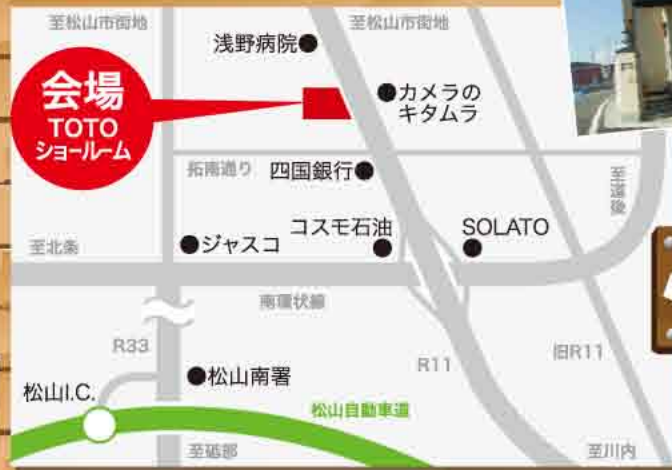 至松山市街地
至松山市街地
浅野病院
会場
TOTO
ショールーム
カメラの
キタムラ
拓南通り
四国銀行
至道後
至北条
ジャスコ
コスモ石油
SOLATO
南環状線
R33
R11
旧R11
松山I.C.
松山南署
松山自動車道
至砥部
至川内